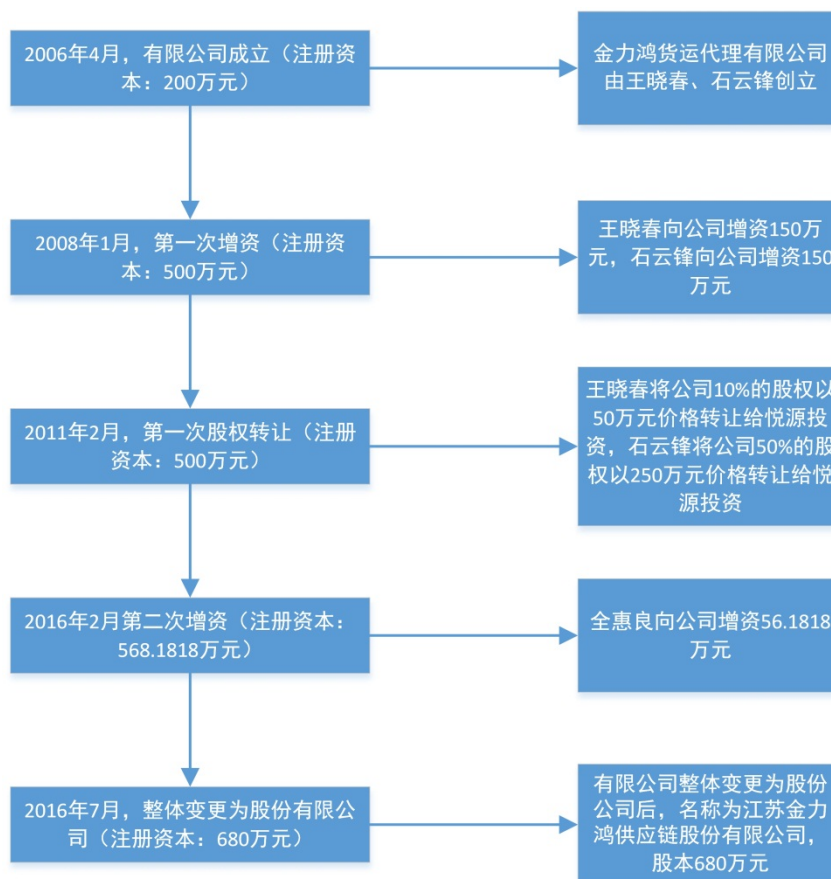 2006年4月，有限公司成立（注册资
本：200万元）
金力鸿货运代理有限公司
由王晓春、石云锋创立
2008年1月，第一次增资（注册资
本：500万元）
王晓春向公司增资150万
元，石云锋向公司增资150
万元
2011年2月，第一次股权转让（注册
资本：500万元）
王晓春将公司10%的股权以
50万元价格转让给悦源投
资，石云锋将公司50%的股
权以250万元价格转让给悦
源投资
2016年2月第二次增资（注册资本：
568.1818万元）
全惠良向公司增资56.1818
万元
2016年7月，整体变更为股份有限公
司（注册资本：680万元）
有限公司整体变更为股份
公司后，名称为江苏金力
鸿供应链股份有限公司，
股本680万元